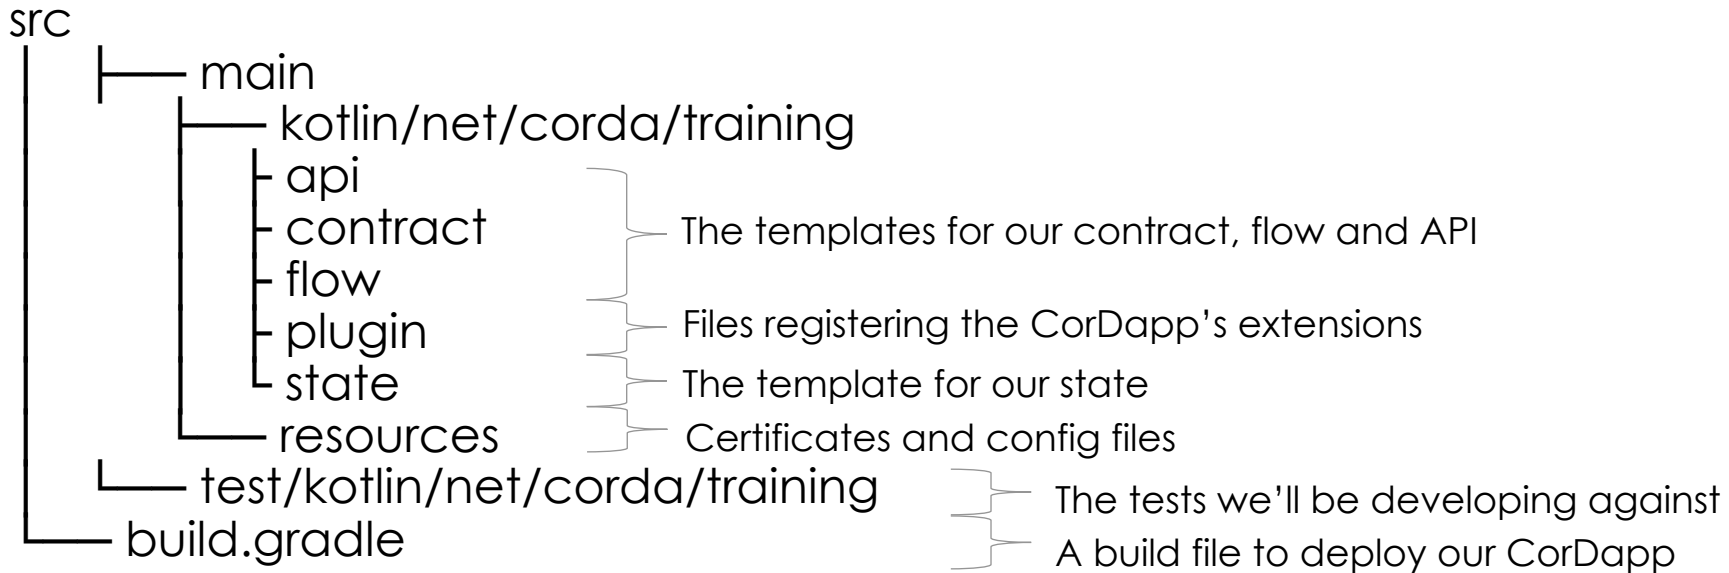 src
main
kotlin/net/corda/training
api
contract
The templates for our contract, flow and API
flow
plugin
Files registering the CorDapp’s extensions
state
The template for our state
resources
Certificates and config files
test/kotlin/net/corda/training
The tests we’ll be developing against
build.gradle
A build file to deploy our CorDapp